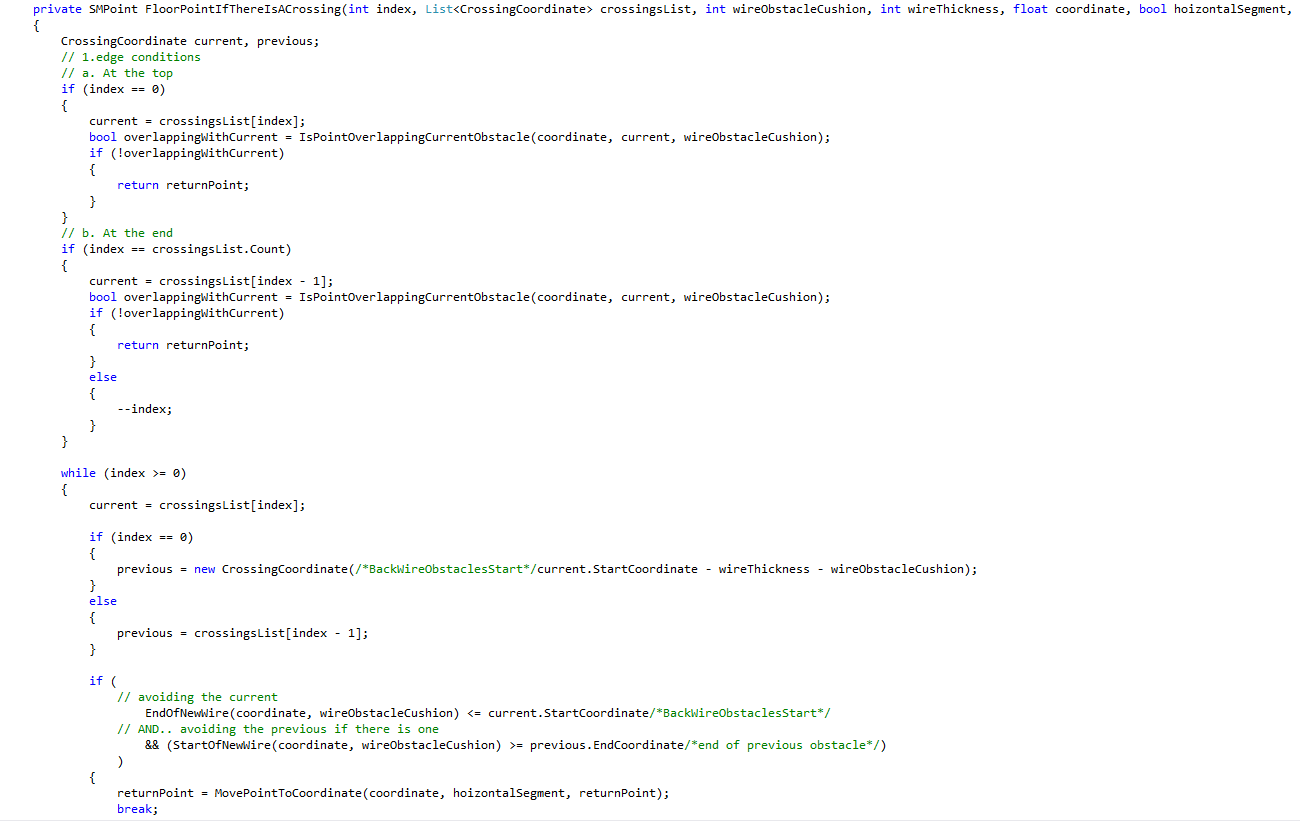 private SMPoint FloorPointIfThereIsACrossing(int index, List<CrossingCoordinate> crossingsList, int wireObstacleCushion, int wireThickness, float coordinate, bool hoizontalSegment,
{
CrossingCoordinate current, previous;
// 1.edge conditions
// a. At the top
if (index == 0)
{
current = crossingsList[index];
bool overlappingWithCurrent = IsPointOverlappingCurrentObstacle(coordinate, current, wireObstacleCushion);
if (!overlappingWithCurrent)
{
return returnPoint;
}
}
// b. At the end
if (index == crossingsList.Count)
{
current = crossingsList[index - 1];
bool overlappingWithCurrent = IsPointOverlappingCurrentObstacle(coordinate, current, wireObstacleCushion);
if (!overlappingWithCurrent)
{
return returnPoint;
}
else
{
--index;
}
}
while (index >= 0)
{
current = crossingsList[index];
if (index == 0)
{
previous = new CrossingCoordinate(/*BackWireObstaclesStart*/current.StartCoordinate - wireThickness - wireObstacleCushion);
}
else
{
previous = crossingsList[index - 1];
}
if (
// avoiding the current
EndOfNewWire(coordinate, wireObstacleCushion) <= current.StartCoordinate/*BackWireObstaclesStart*/
// AND.. avoiding the previous if there is one
&& (StartOfNewWire(coordinate, wireObstacleCushion) >= previous.EndCoordinate/*end of previous obstacle*/)
)
{
returnPoint = MovePointToCoordinate(coordinate, hoizontalSegment, returnPoint);
break;